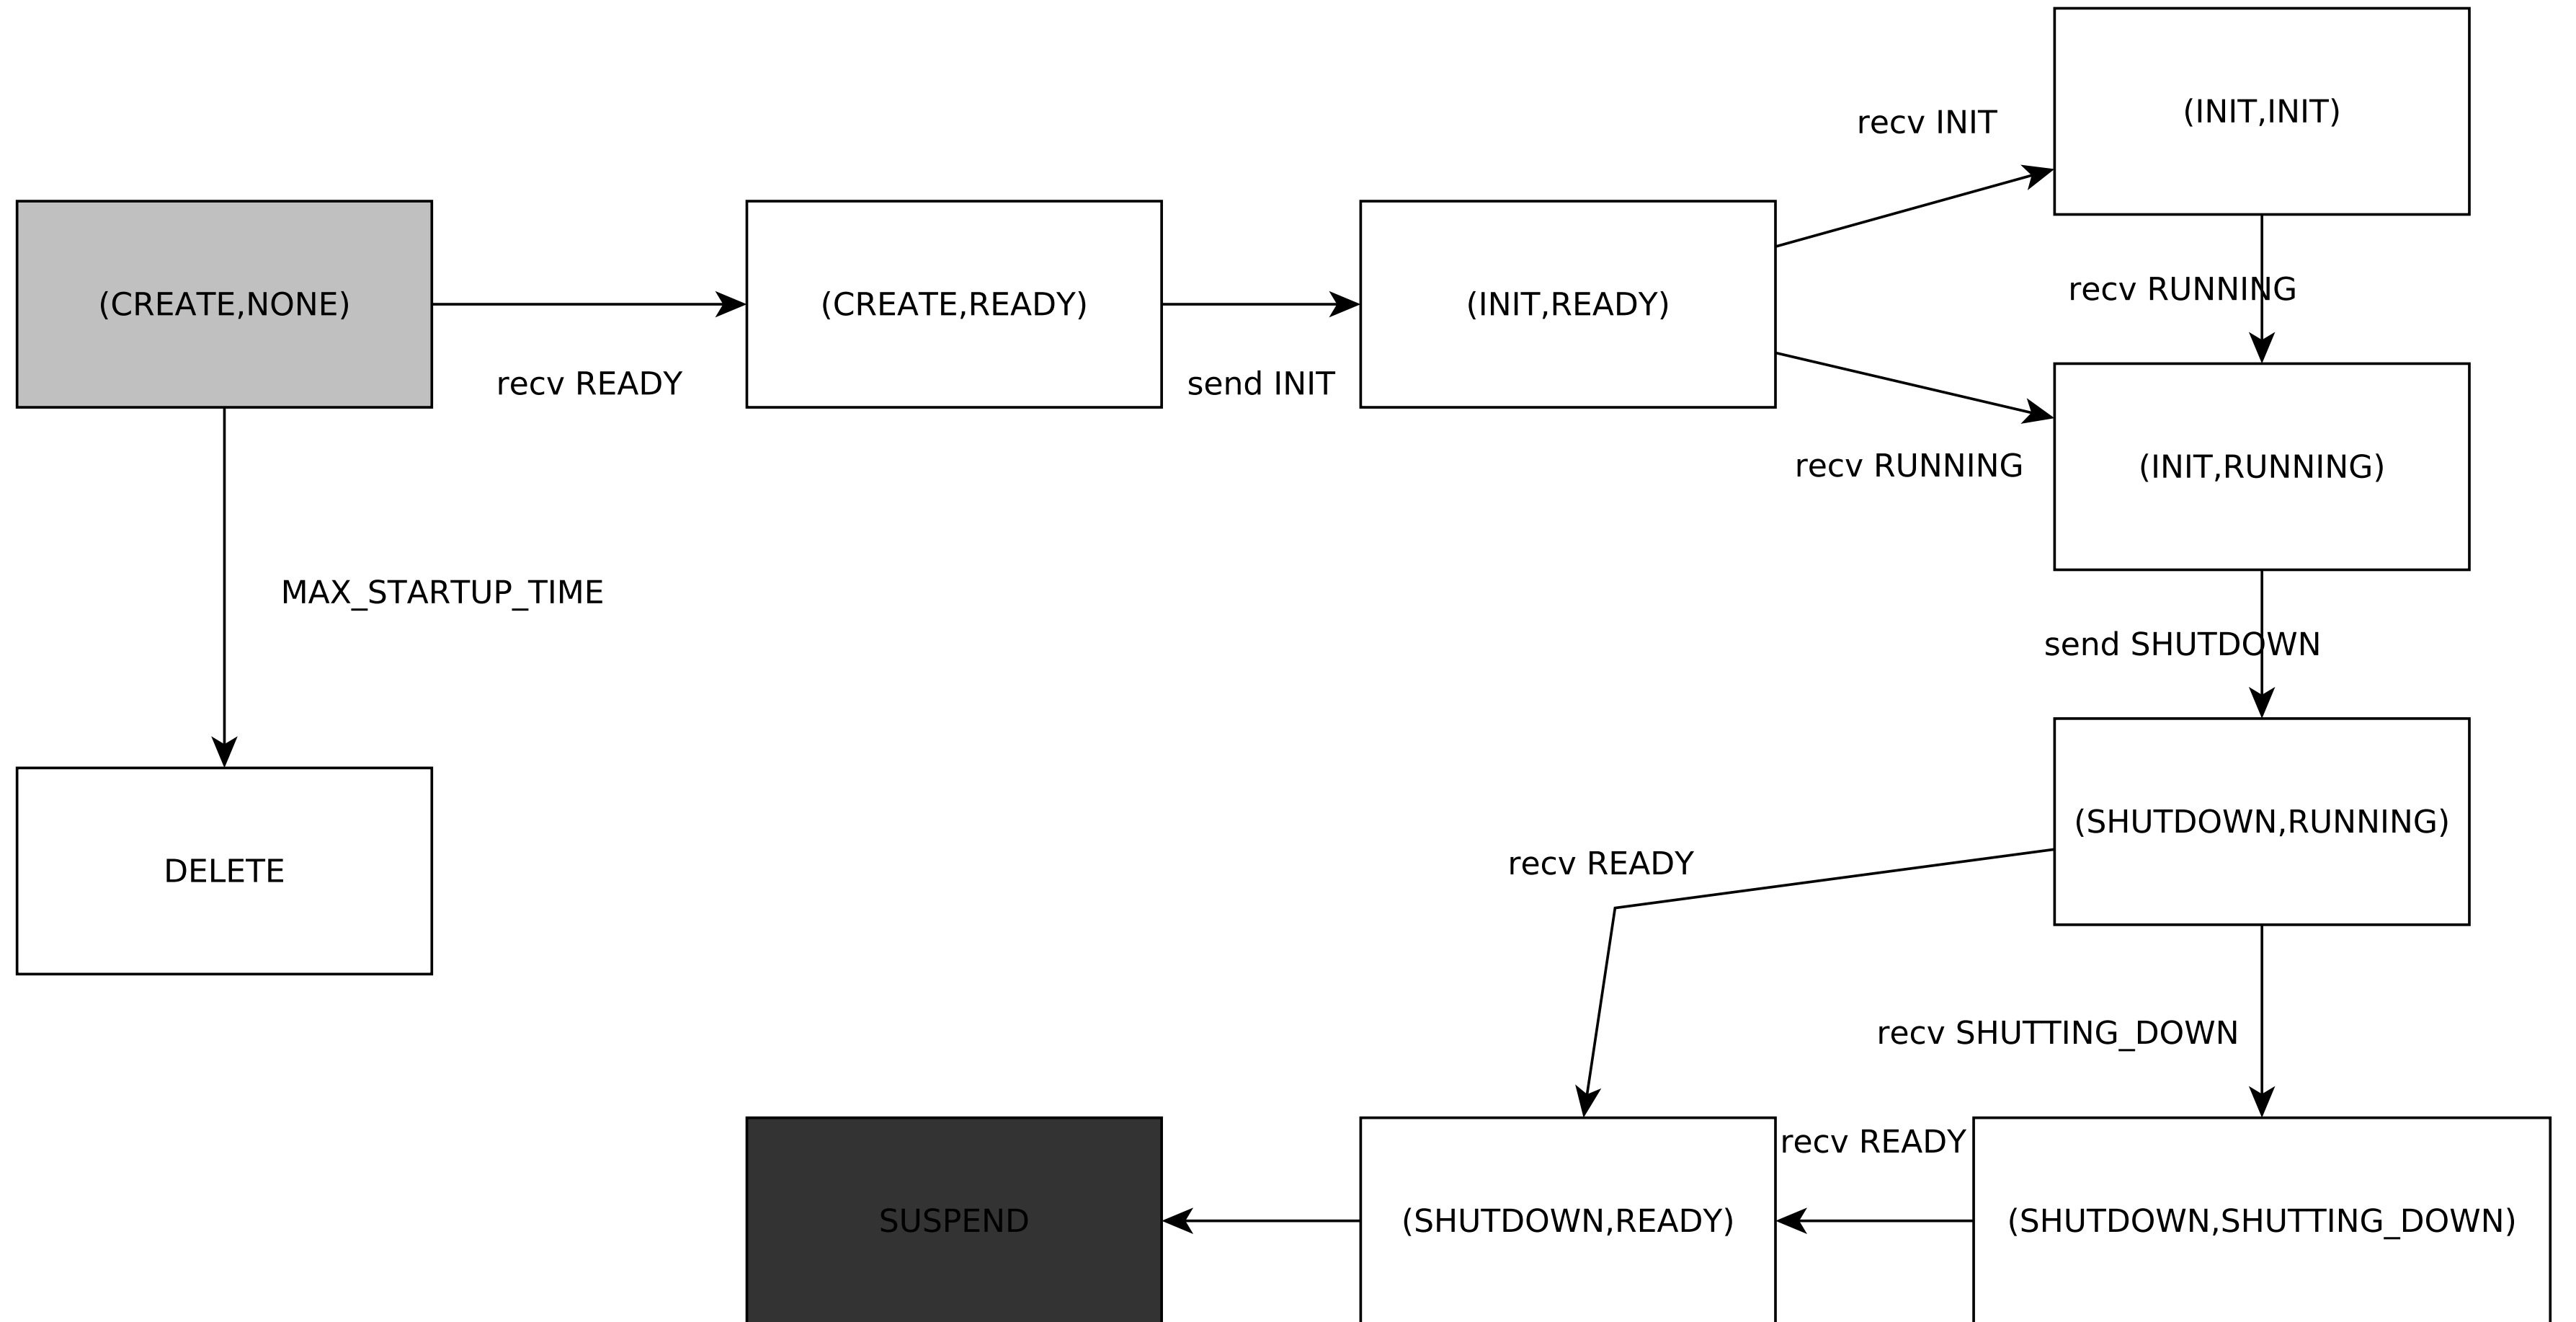 (INIT,INIT)
recv INIT
(CREATE,NONE)
(CREATE,READY)
(INIT,READY)
recv RUNNING
recv READY
send INIT
recv RUNNING
(INIT,RUNNING)
MAX_STARTUP_TIME
send SHUTDOWN
(SHUTDOWN,RUNNING)
DELETE
recv READY
recv SHUTTING_DOWN
recv READY
SUSPEND
(SHUTDOWN,READY)
(SHUTDOWN,SHUTTING_DOWN)